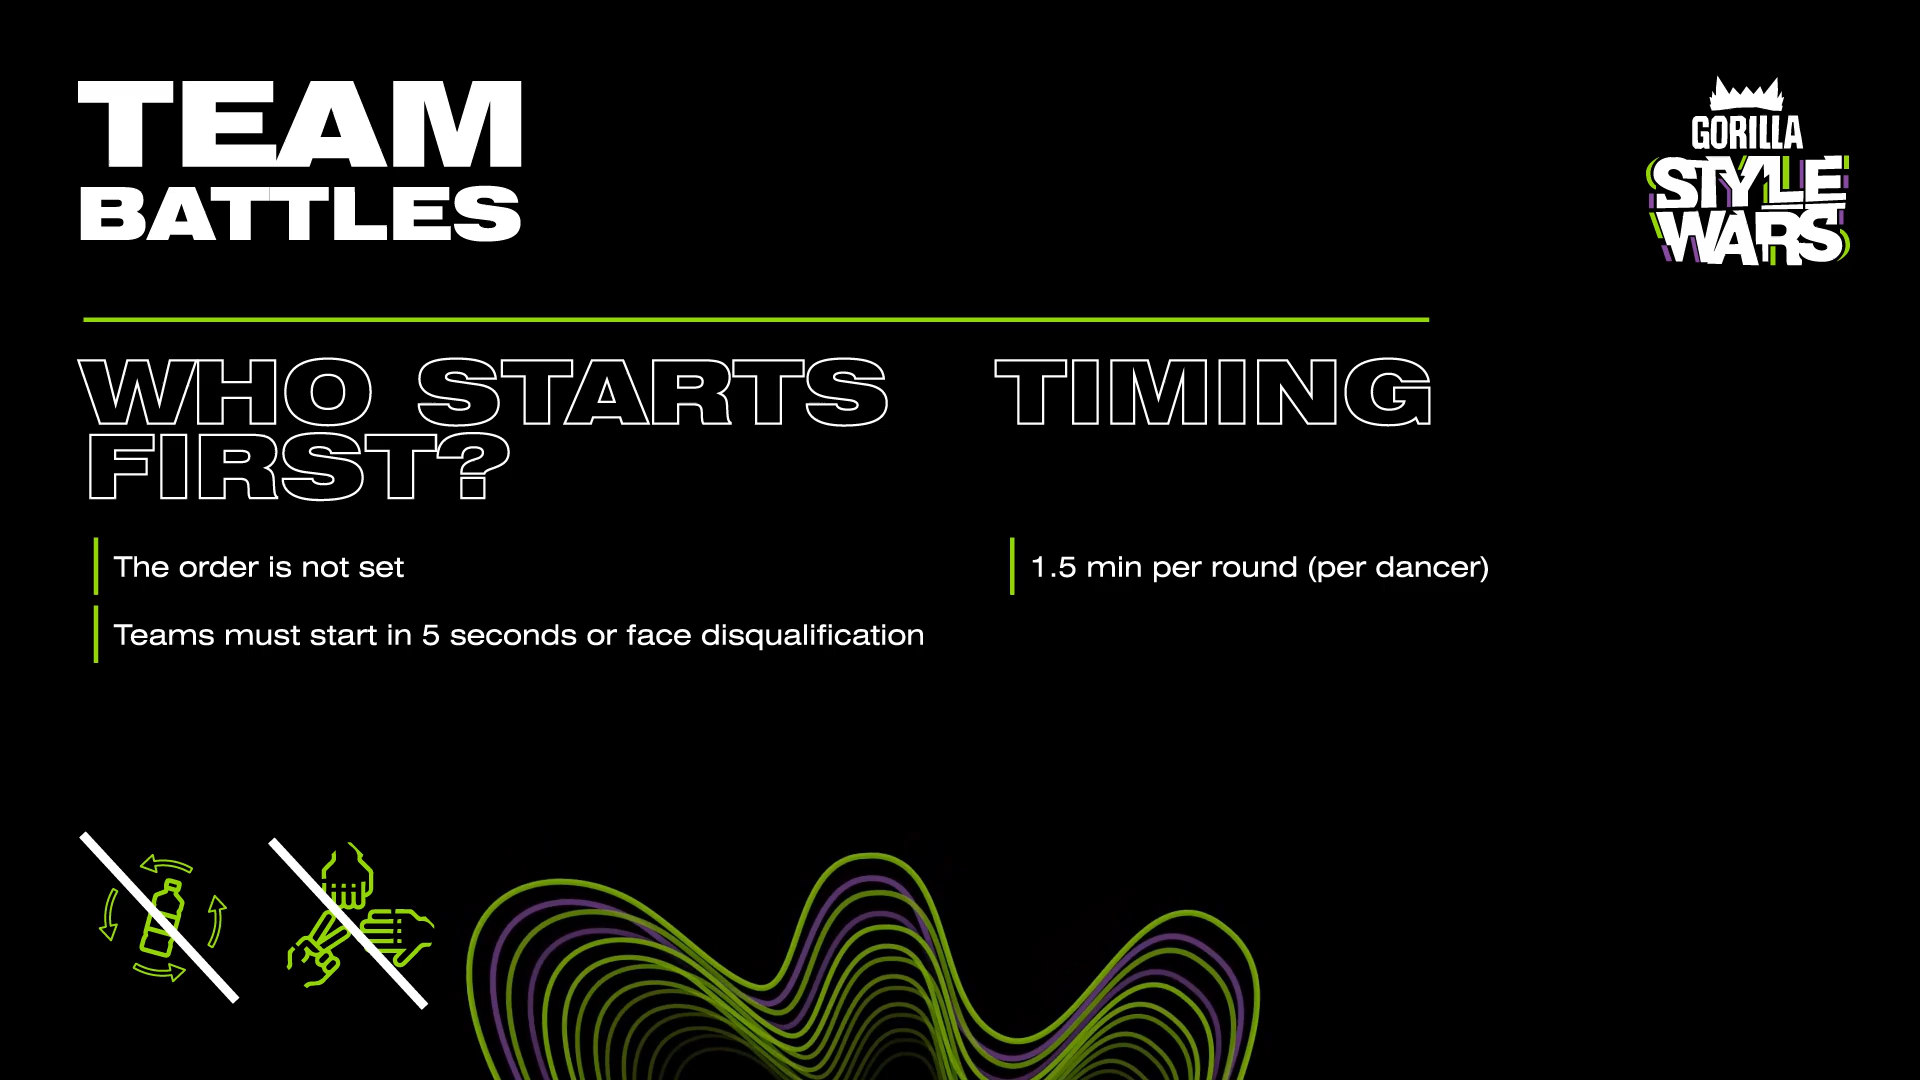 TEAM
BATTLES
GORILLA
STYLE
WARS
WHO STARTS
FIRST?
The order is not set
Teams must start in 5 seconds or face disqualification
TIMING
1.5 min per round (per dancer)